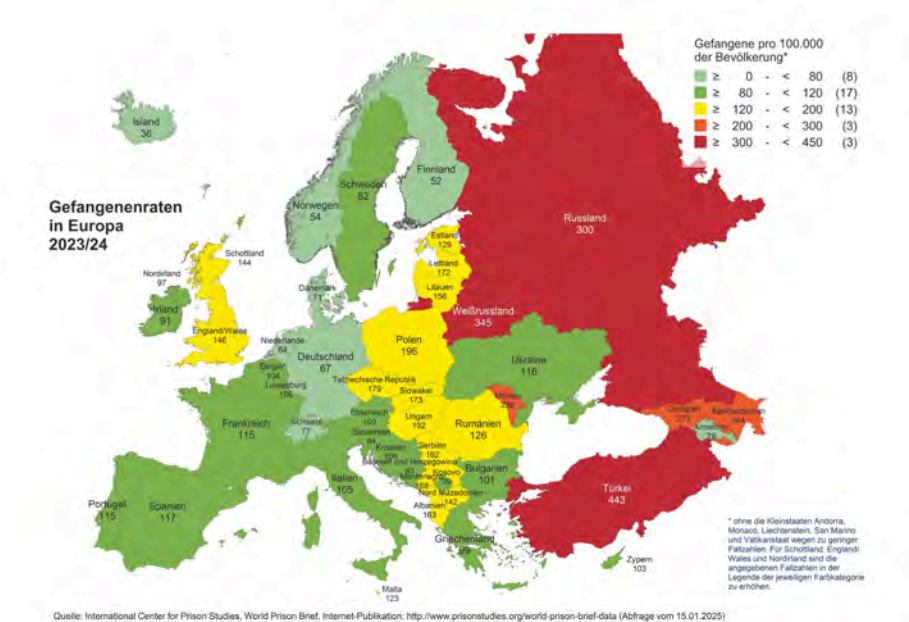 Gefangene pro 100.000
der Bevölkerung*
≥ 0 - < 80 (8)
≥ 80 - < 120 (17)
≥ 120 - < 200 (13)
≥ 200 - < 300 (3)
≥ 300 - < 450 (3)
Gefangenenraten
in Europa
2023/24
Island
36
Norwegen
54
Schweden
82
Finnland
52
Russland
300
Estland
129
Lettland
172
Litauen
156
Weißrussland
345
Schottland
144
Nordirland
97
Irland
91
England/Wales
146
Dänemark
71
Niederlande
64
Belgien
104
Luxemburg
Deutschland
67
Polen
196
Tschechische Republik
179
Slowakei
173
Ukraine
116
Moldau
Frankreich
115
Schweiz
77
Österreich
Slowenien
Kroatien
Ungarn
192
Rumänien
126
Serbien
162
Bosnien und Herzegowina
Montenegro
Kosovo
Nord Mazedonien
142
Albanien
163
Bulgarien
101
Griechenland
99
Italien
105
Portugal
115
Spanien
117
Malta
123
Zypern
103
Türkei
443
Georgien
Aserbaidschan
Armenien
* ohne die Kleinstaaten Andorra,
Monaco, Liechtenstein, San Marino
und Vatikanstaat wegen zu geringer
Fallzahlen. Für Schottland, England/
Wales und Nordirland sind die
angegebenen Fallzahlen in der
Legende der jeweiligen Farbkategorie
zu erhöhen.
Quelle: International Center for Prison Studies, World Prison Brief, Internet-Publikation: http://www.prisonstudies.org/world-prison-brief-data (Abfrage vom 15.01.2025)